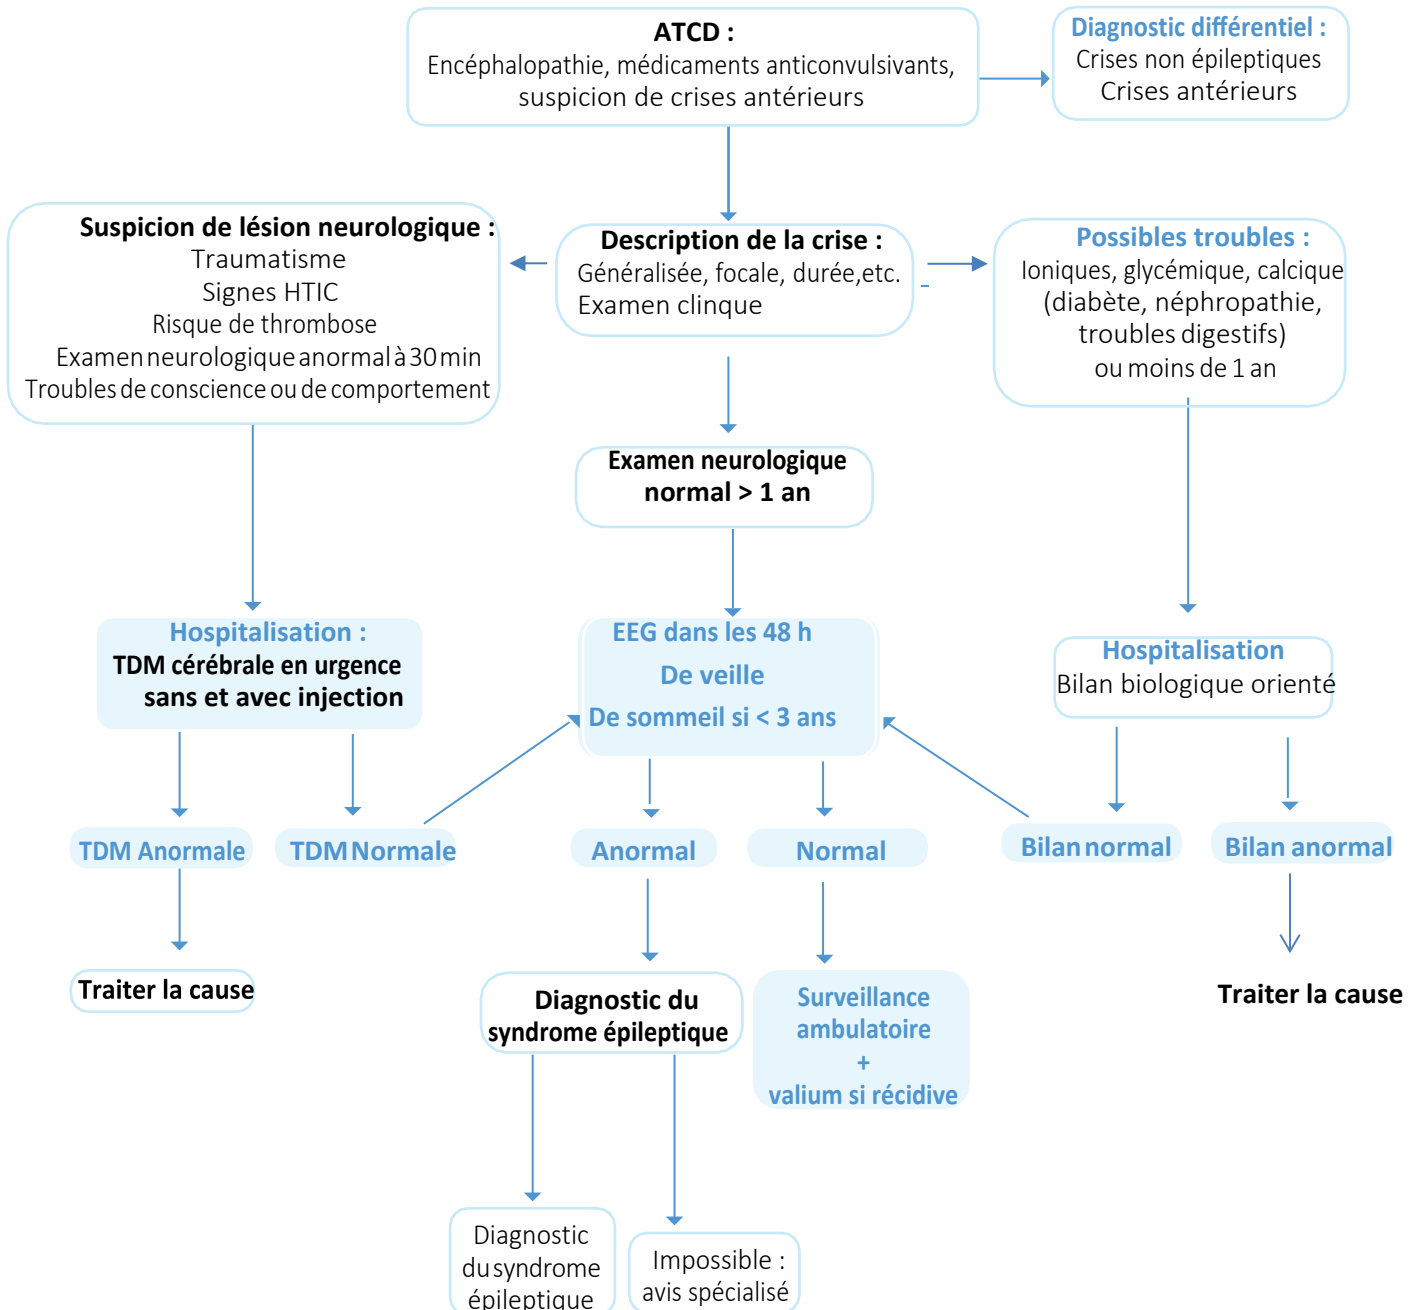 ATCD :
Encéphalopathie, médicaments anticonvulsivants,
suspicion de crises antérieurs
Diagnostic différentiel :
Crises non épileptiques
Crises antérieurs
Suspicion de lésion neurologique :
Traumatisme
Signes HTIC
Risque de thrombose
Examen neurologique anormal à 30 min
Troubles de conscience ou de comportement
Description de la crise :
Généralisée, focale, durée,etc.
Examen clinque
Possibles troubles :
Ioniques, glycémique, calcique
(diabète, néphropathie,
troubles digestifs)
ou moins de 1 an
Examen neurologique
normal > 1 an
Hospitalisation :
TDM cérébrale en urgence
sans et avec injection
EEG dans les 48 h
De veille
De sommeil si < 3 ans
Hospitalisation
Bilan biologique orienté
TDM Anormale
TDM Normale
Anormal
Normal
Bilan normal
Bilan anormal
Traiter la cause
Diagnostic du
syndrome épileptique
Surveillance
ambulatoire
+
valium si récidive
Traiter la cause
Diagnostic
du syndrome
épileptique
Impossible :
avis spécialisé